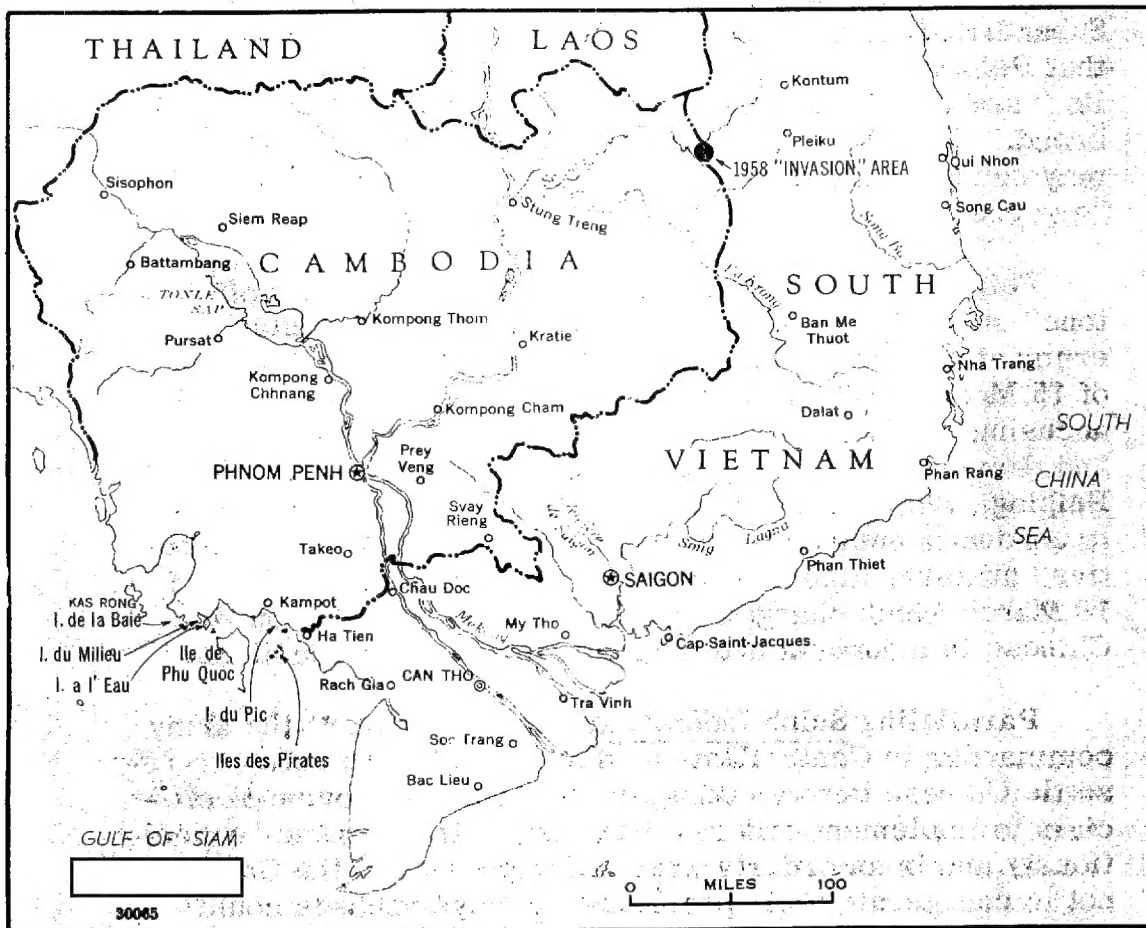 THAILAND
LAOS
Kontum
Pleiku
1958 "INVASION" AREA
Qui Nhon
Song Cau
Sisophon
Siem Reap
Stung Treng
Battambang
CAMBODIA
SOUTH
TONLE
SAP
Kompong Thom
Pursat
Kratie
Ban Me
Thuot
Nha Trang
Kompong
Chhnang
Kompong Cham
Dalat
SOUTH
Prey
Veng
VIETNAM
Phan Rang
PHNOM PENH
CHINA
Svay
Rieng
SEA
Song
Lagna
Takeo
SAIGON
Phan Thiet
Chau Doc
KAS RONG
I. de la Baie
Kampot
Mekong
My Tho
Cap-Saint-Jacques
Ha Tien
I. du Milieu
Ile de
Phu Quoc
I. a l'Eau
Rach Gia
CAN THO
Tra Vinh
I. du Pic
Soc Trang
Iles des Pirates
Bac Lieu
GULF OF SIAM
0 MILES 100
30065